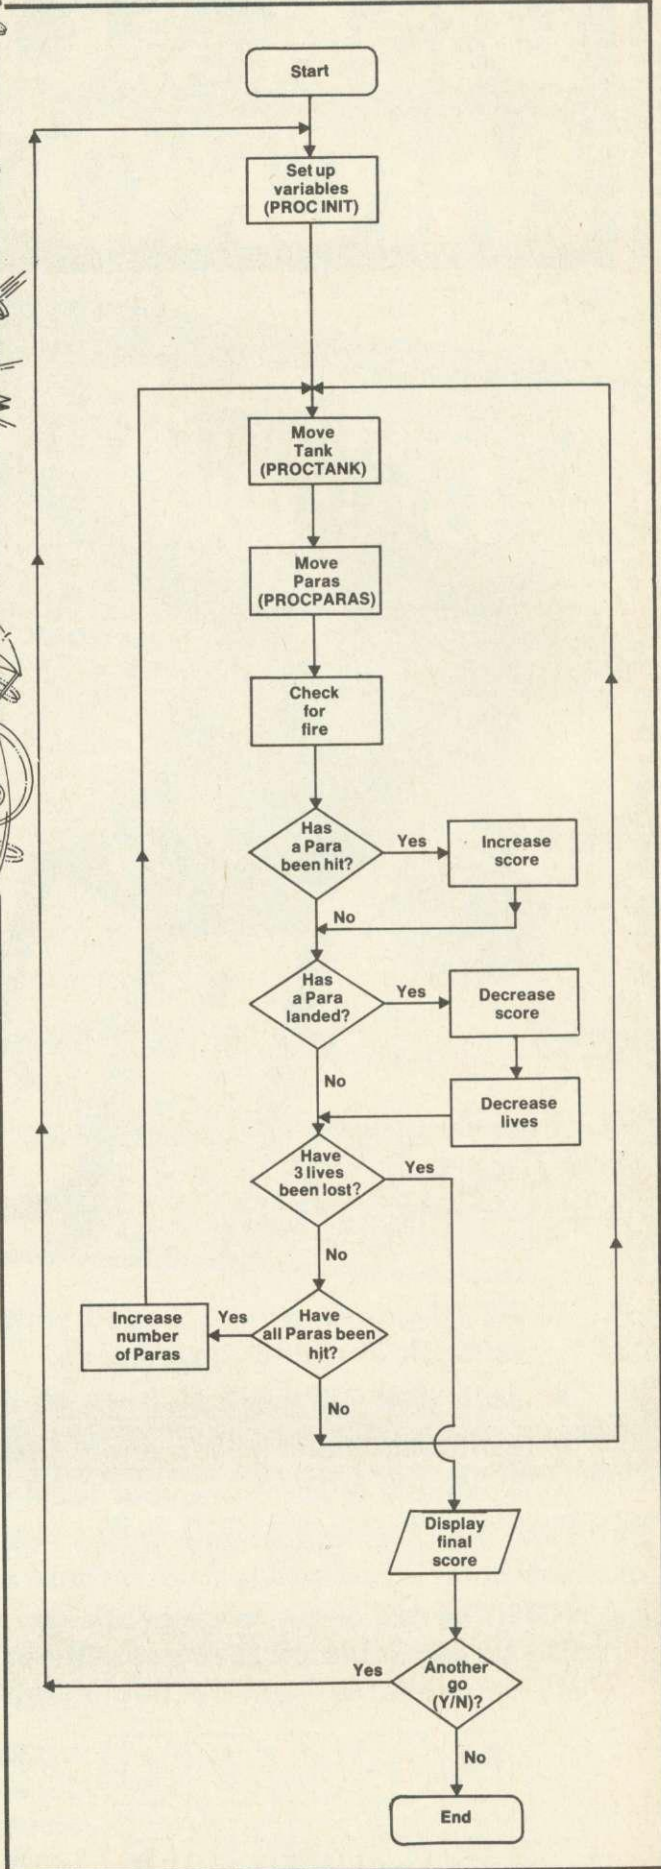 Start
Set up
variables
(PROC INIT)
Move
Tank
(PROCTANK)
Move
Paras
(PROCPARAS)
Check
for
fire
Has
a Para
been hit?
Yes
Increase
score
No
Has
a Para
landed?
Yes
Decrease
score
No
Decrease
lives
Have
3 lives
been lost?
Yes
No
Have
all Paras been
hit?
Yes
Increase
number
of Paras
No
Display
final
score
Another
go
(Y/N)?
Yes
No
End